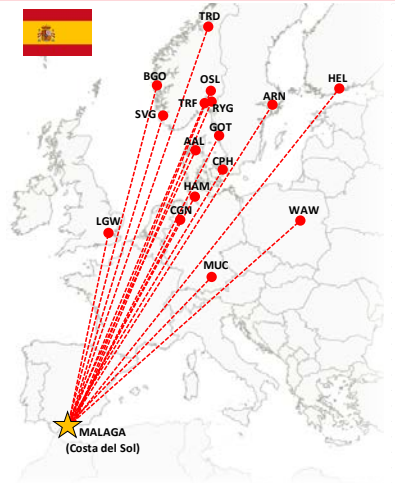 TRD
BGO
OSL
HEL
TRF
RYG
ARN
SVG
GOT
AAL
CPH
HAM
CGN
WAW
LGW
MUC
MALAGA
(Costa del Sol)